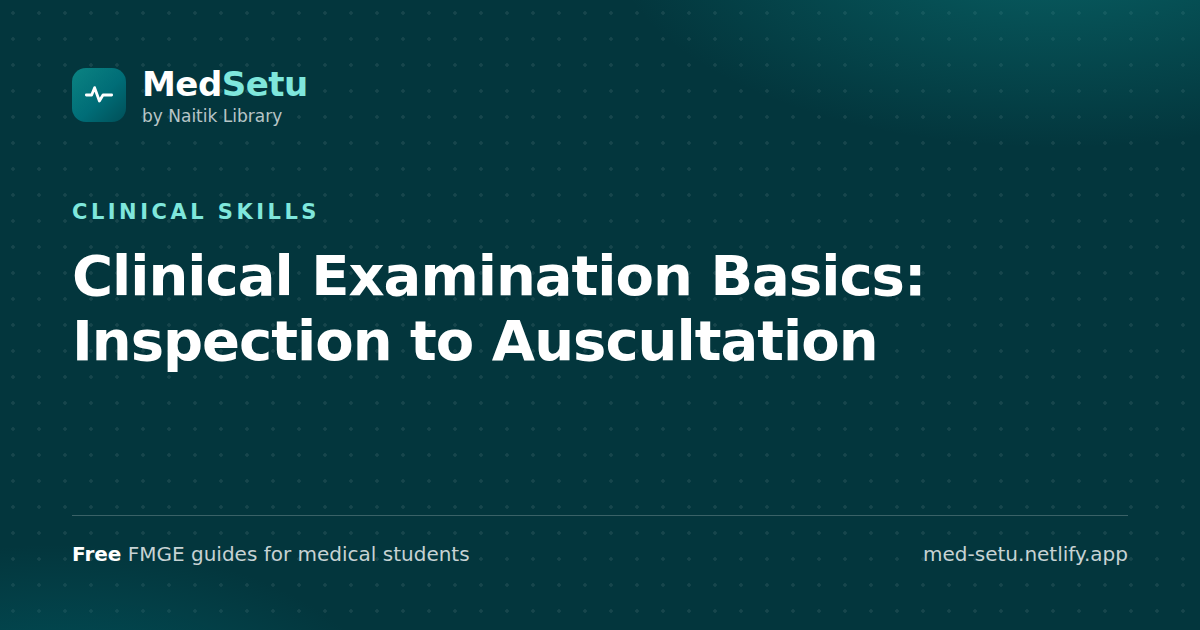 MedSetu
by Naitik Library
CLINICAL SKILLS
Clinical Examination Basics:
Inspection to Auscultation
Free FMGE guides for medical students
med-setu.netlify.app